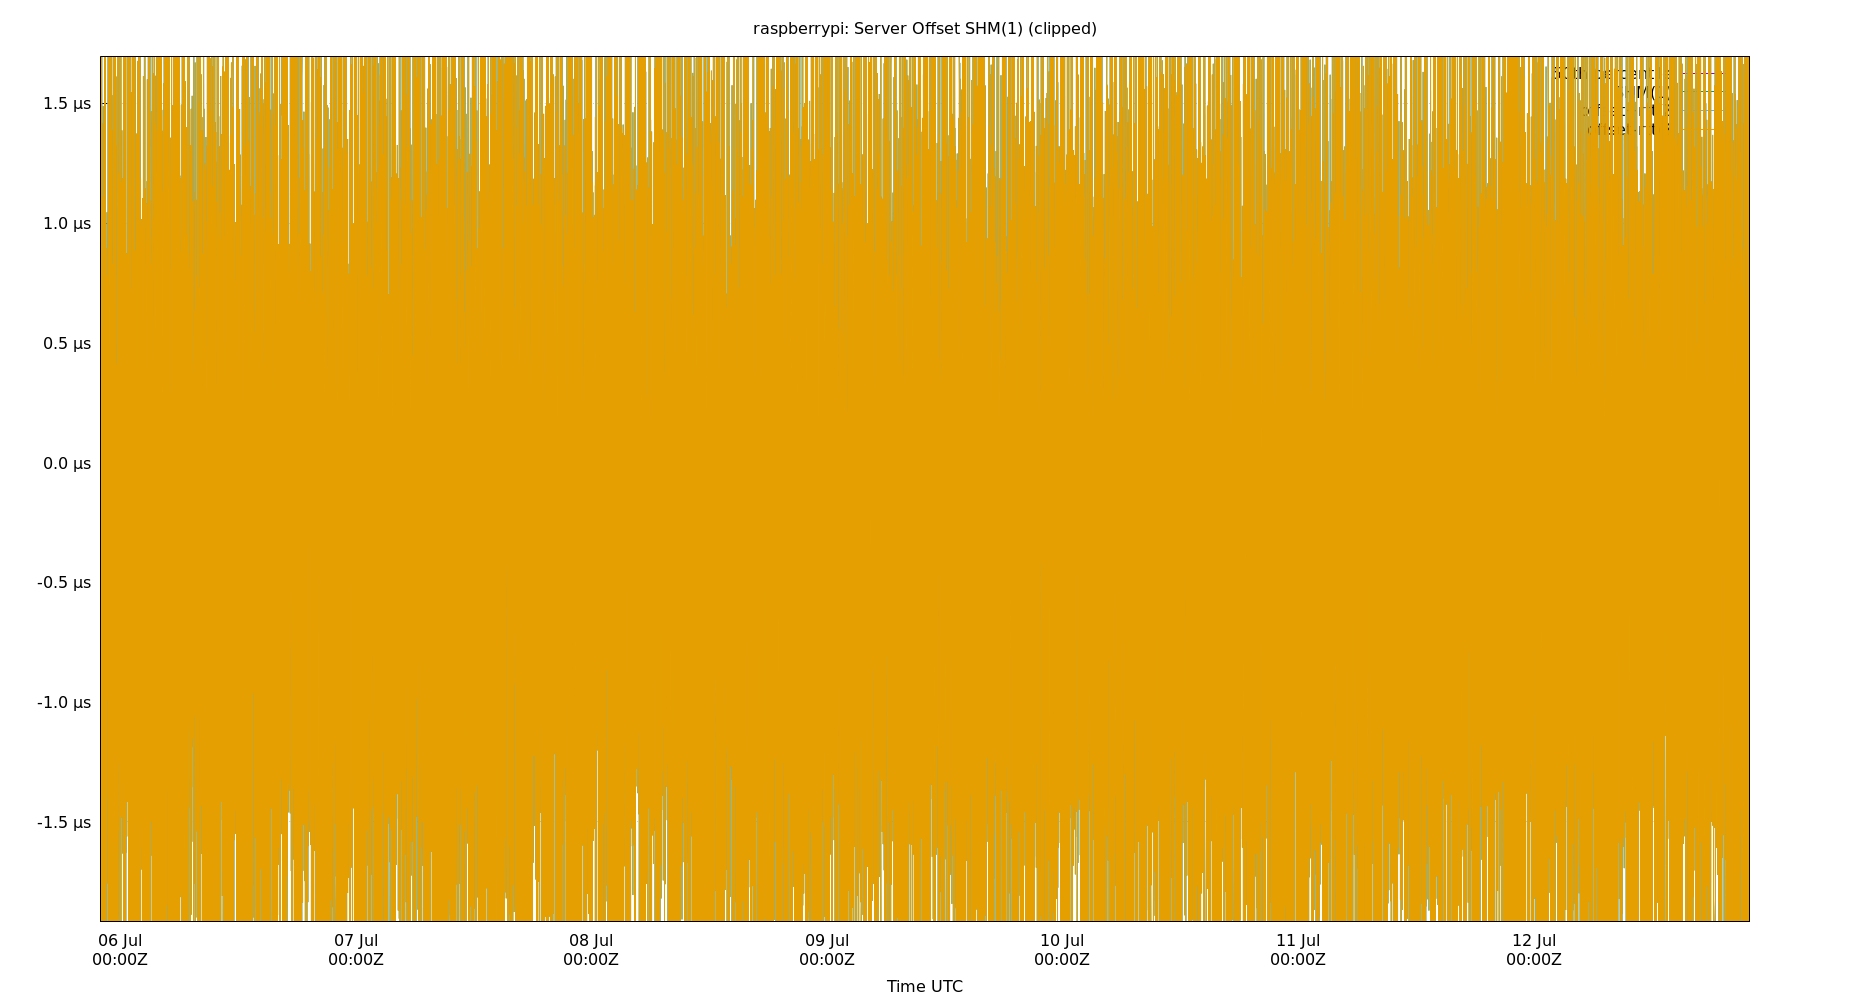 raspberrypi: Server Offset SHM(1) (clipped)
1.5 µs
1.0 µs
0.5 µs
0.0 µs
-0.5 µs
-1.0 µs
-1.5 µs
06 Jul 07 Jul 08 Jul 09 Jul 10 Jul 11 Jul 12 Jul
00:00Z 00:00Z 00:00Z 00:00Z 00:00Z 00:00Z 00:00Z
Time UTC